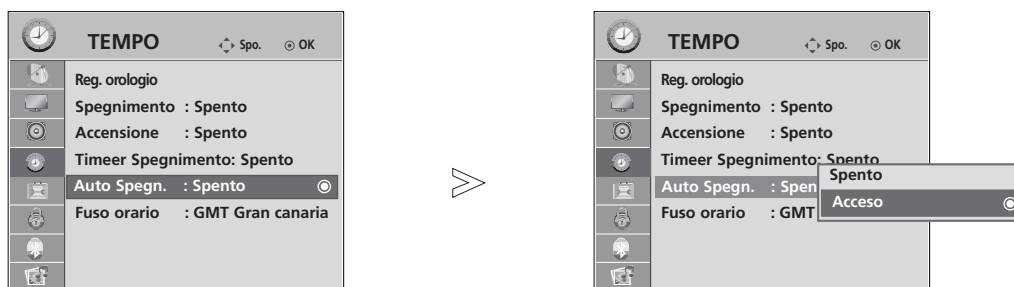 TEMPO Spo. OK
Reg. orologio
Spegnimento : Spento
Accensione : Spento
Timeer Spegnimento: Spento
Auto Spegn. : Spento
Fuso orario : GMT Gran canaria
TEMPO Spo. OK
Reg. orologio
Spegnimento : Spento
Accensione : Spento
Timeer Spegnimento: Spento
Auto Spegn. : Spen
Fuso orario : GMT
Spento
Acceso